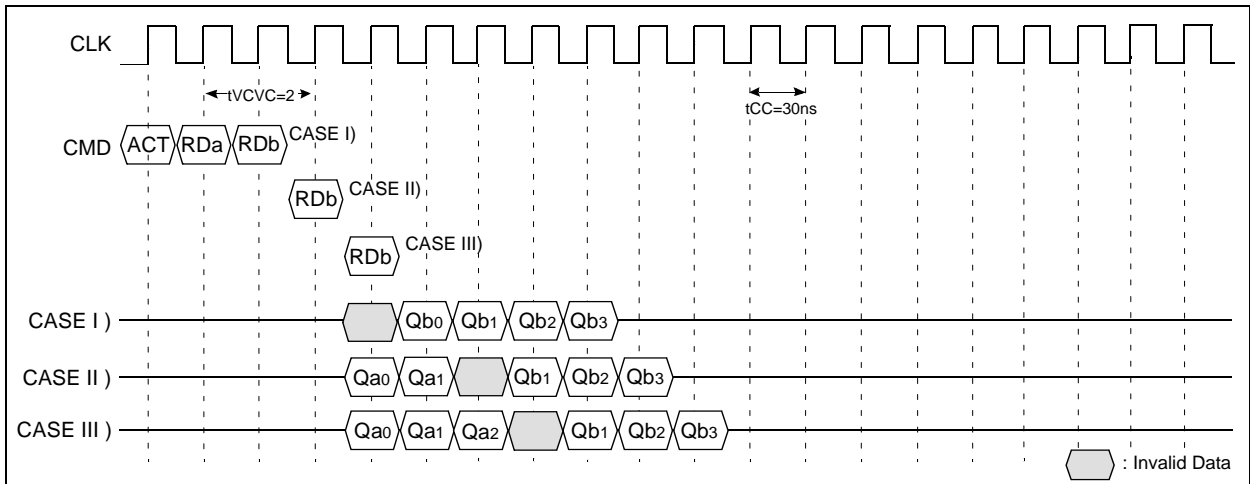 CLK
tVCVC=2
tCC=30ns
CMD ACT RDa RDb CASE I)
RDb CASE II)
RDb CASE III)
CASE I ) Qb0 Qb1 Qb2 Qb3
CASE II ) Qa0 Qa1 Qb1 Qb2 Qb3
CASE III ) Qa0 Qa1 Qa2 Qb1 Qb2 Qb3
: Invalid Data